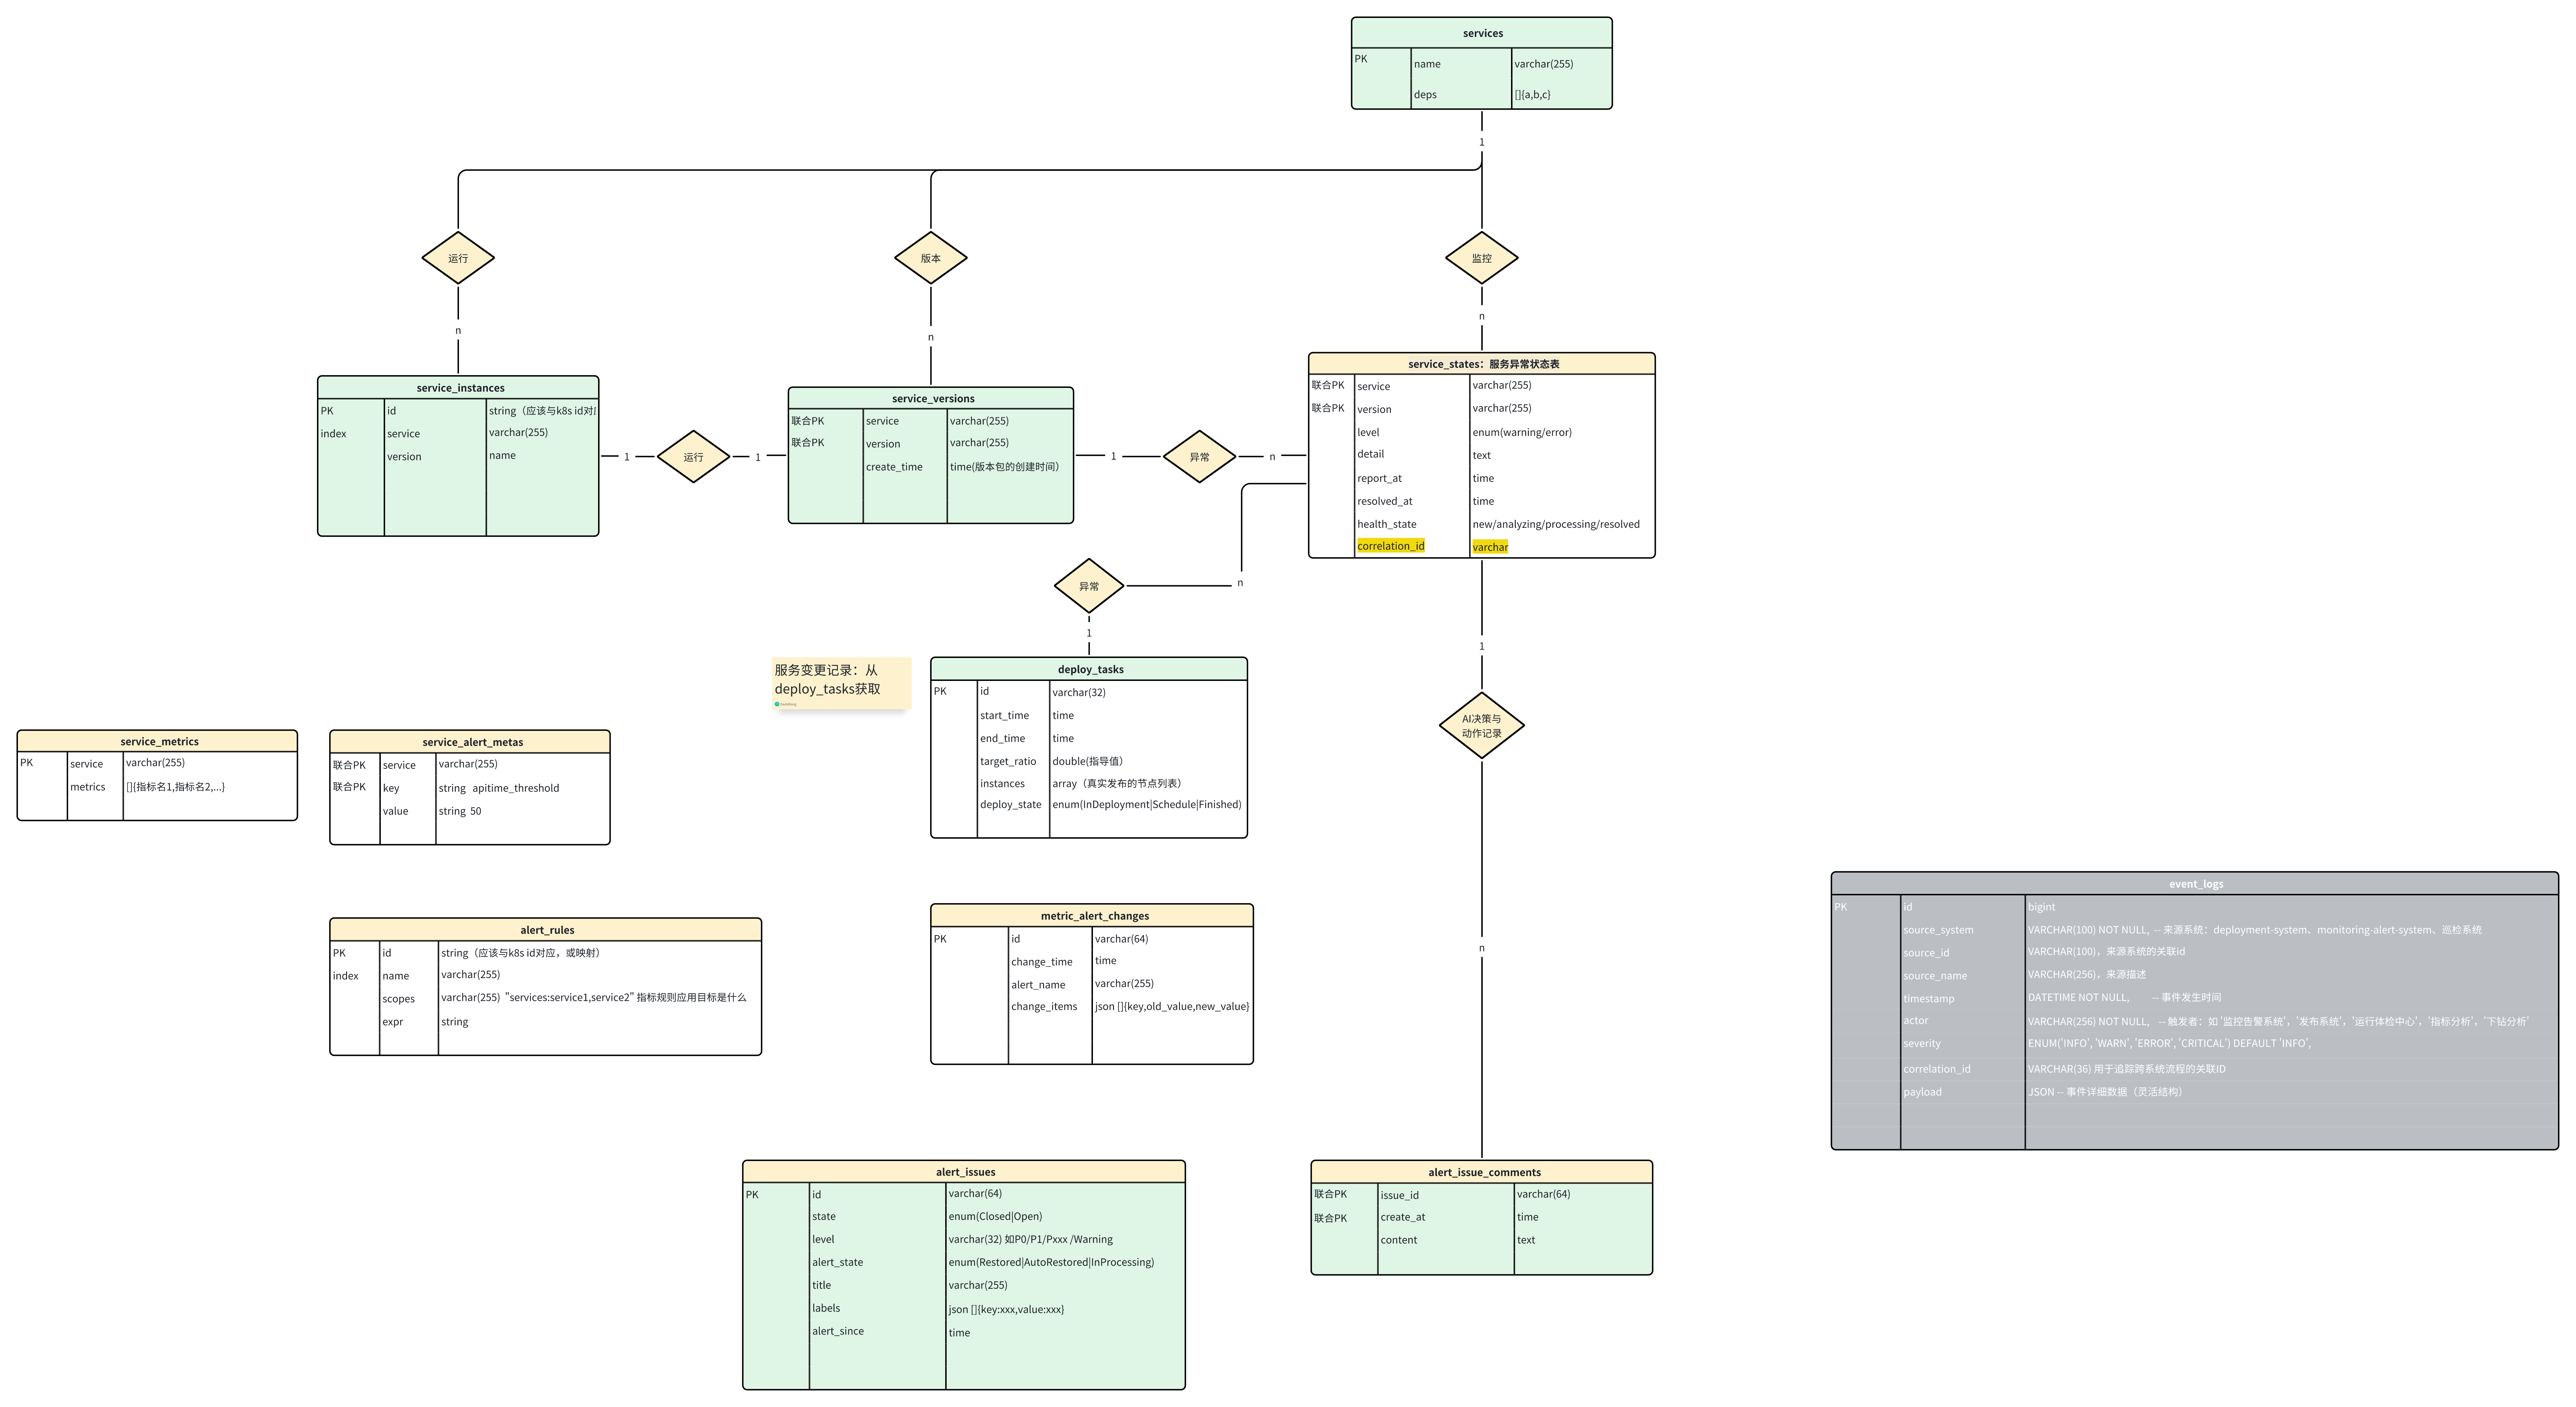 services
PK
name
varchar(255)
deps
[]{a,b,c}
1
运行
版本
监控
n
n
n
service_instances
PK
id
string（应该与k8s id对
index
service
varchar(255)
version
name
1
运行
1
service_versions
联合PK
service
varchar(255)
联合PK
version
varchar(255)
create_time
time(版本包的创建时间）
1
异常
n
service_states：服务异常状态表
联合PK
service
varchar(255)
联合PK
version
varchar(255)
level
enum(warning/error)
detail
text
report_at
time
resolved_at
time
health_state
new/analyzing/processing/resolved
correlation_id
varchar
异常
n
1
服务变更记录：从
deploy_tasks获取
deploy_tasks
PK
id
varchar(32)
start_time
time
end_time
time
target_ratio
double(指导值）
instances
array（真实发布的节点列表）
deploy_state
enum(InDeployment|Schedule|Finished)
1
AI决策与
动作记录
n
service_metrics
PK
service
varchar(255)
metrics
[]{指标名1,指标名2,...}
service_alert_metas
联合PK
service
varchar(255)
联合PK
key
string apitime_threshold
value
string 50
alert_rules
PK
id
string（应该与k8s id对应，或映射）
index
name
varchar(255)
scopes
varchar(255) "services:service1,service2" 指标规则应用目标是什么
expr
string
metric_alert_changes
PK
id
varchar(64)
change_time
time
alert_name
varchar(255)
change_items
json []{key,old_value,new_value}
event_logs
PK
id
bigint
source_system
VARCHAR(100) NOT NULL, -- 来源系统：deployment-system、monitoring-alert-system、巡检系统
source_id
VARCHAR(100)，来源系统的关联id
source_name
VARCHAR(256)，来源描述
timestamp
DATETIME NOT NULL, -- 事件发生时间
actor
VARCHAR(256) NOT NULL, -- 触发者：如 '监控告警系统'，'发布系统'，'运行体检中心'，'指标分析'，'下钻分析'
severity
ENUM('INFO', 'WARN', 'ERROR', 'CRITICAL') DEFAULT 'INFO',
correlation_id
VARCHAR(36) 用于追踪跨系统流程的关联ID
payload
JSON -- 事件详细数据（灵活结构）
alert_issues
PK
id
varchar(64)
state
enum(Closed|Open)
level
varchar(32) 如P0/P1/Pxxx /Warning
alert_state
enum(Restored|AutoRestored|InProcessing)
title
varchar(255)
labels
json []{key:xxx,value:xxx}
alert_since
time
alert_issue_comments
联合PK
issue_id
varchar(64)
联合PK
create_at
time
content
text